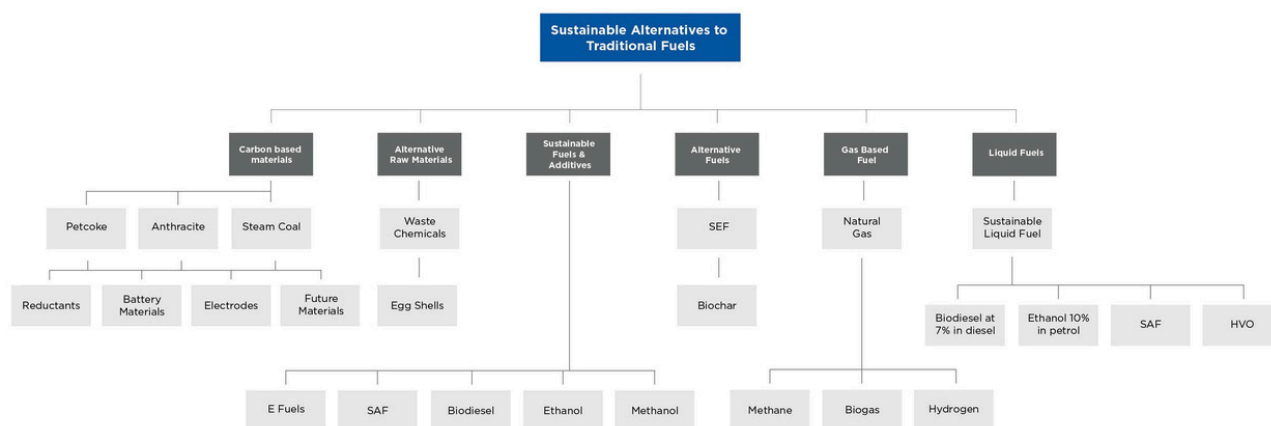 Sustainable Alternatives to
Traditional Fuels
Carbon based
materials
Alternative
Raw Materials
Sustainable
Fuels &
Additives
Alternative
Fuels
Gas Based
Fuel
Liquid Fuels
Petcoke
Anthracite
Steam Coal
Waste
Chemicals
SEF
Natural
Gas
Sustainable
Liquid Fuel
Reductants
Battery
Materials
Electrodes
Future
Materials
Egg Shells
Biochar
Biodiesel at
7% in diesel
Ethanol 10%
in petrol
SAF
HVO
E Fuels
SAF
Biodiesel
Ethanol
Methanol
Methane
Biogas
Hydrogen